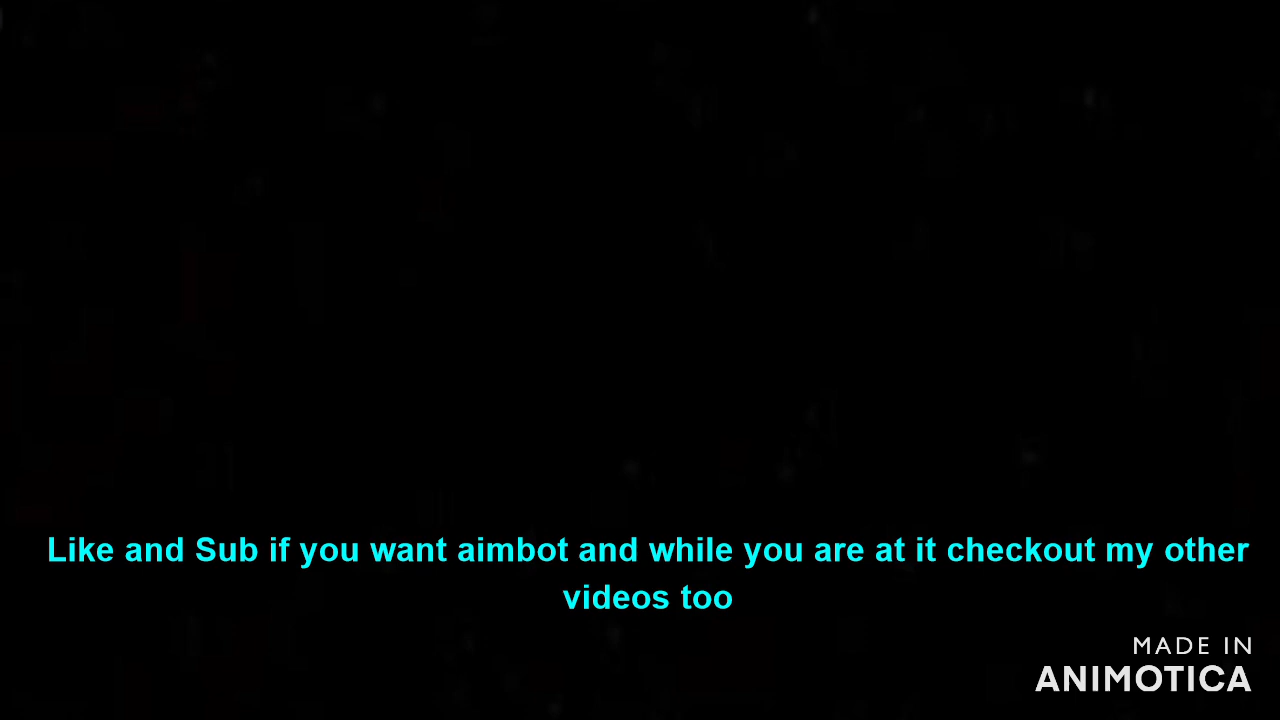 Like and Sub if you want aimbot and while you are at it checkout my other
videos too
MADE IN
ANIMOTICA